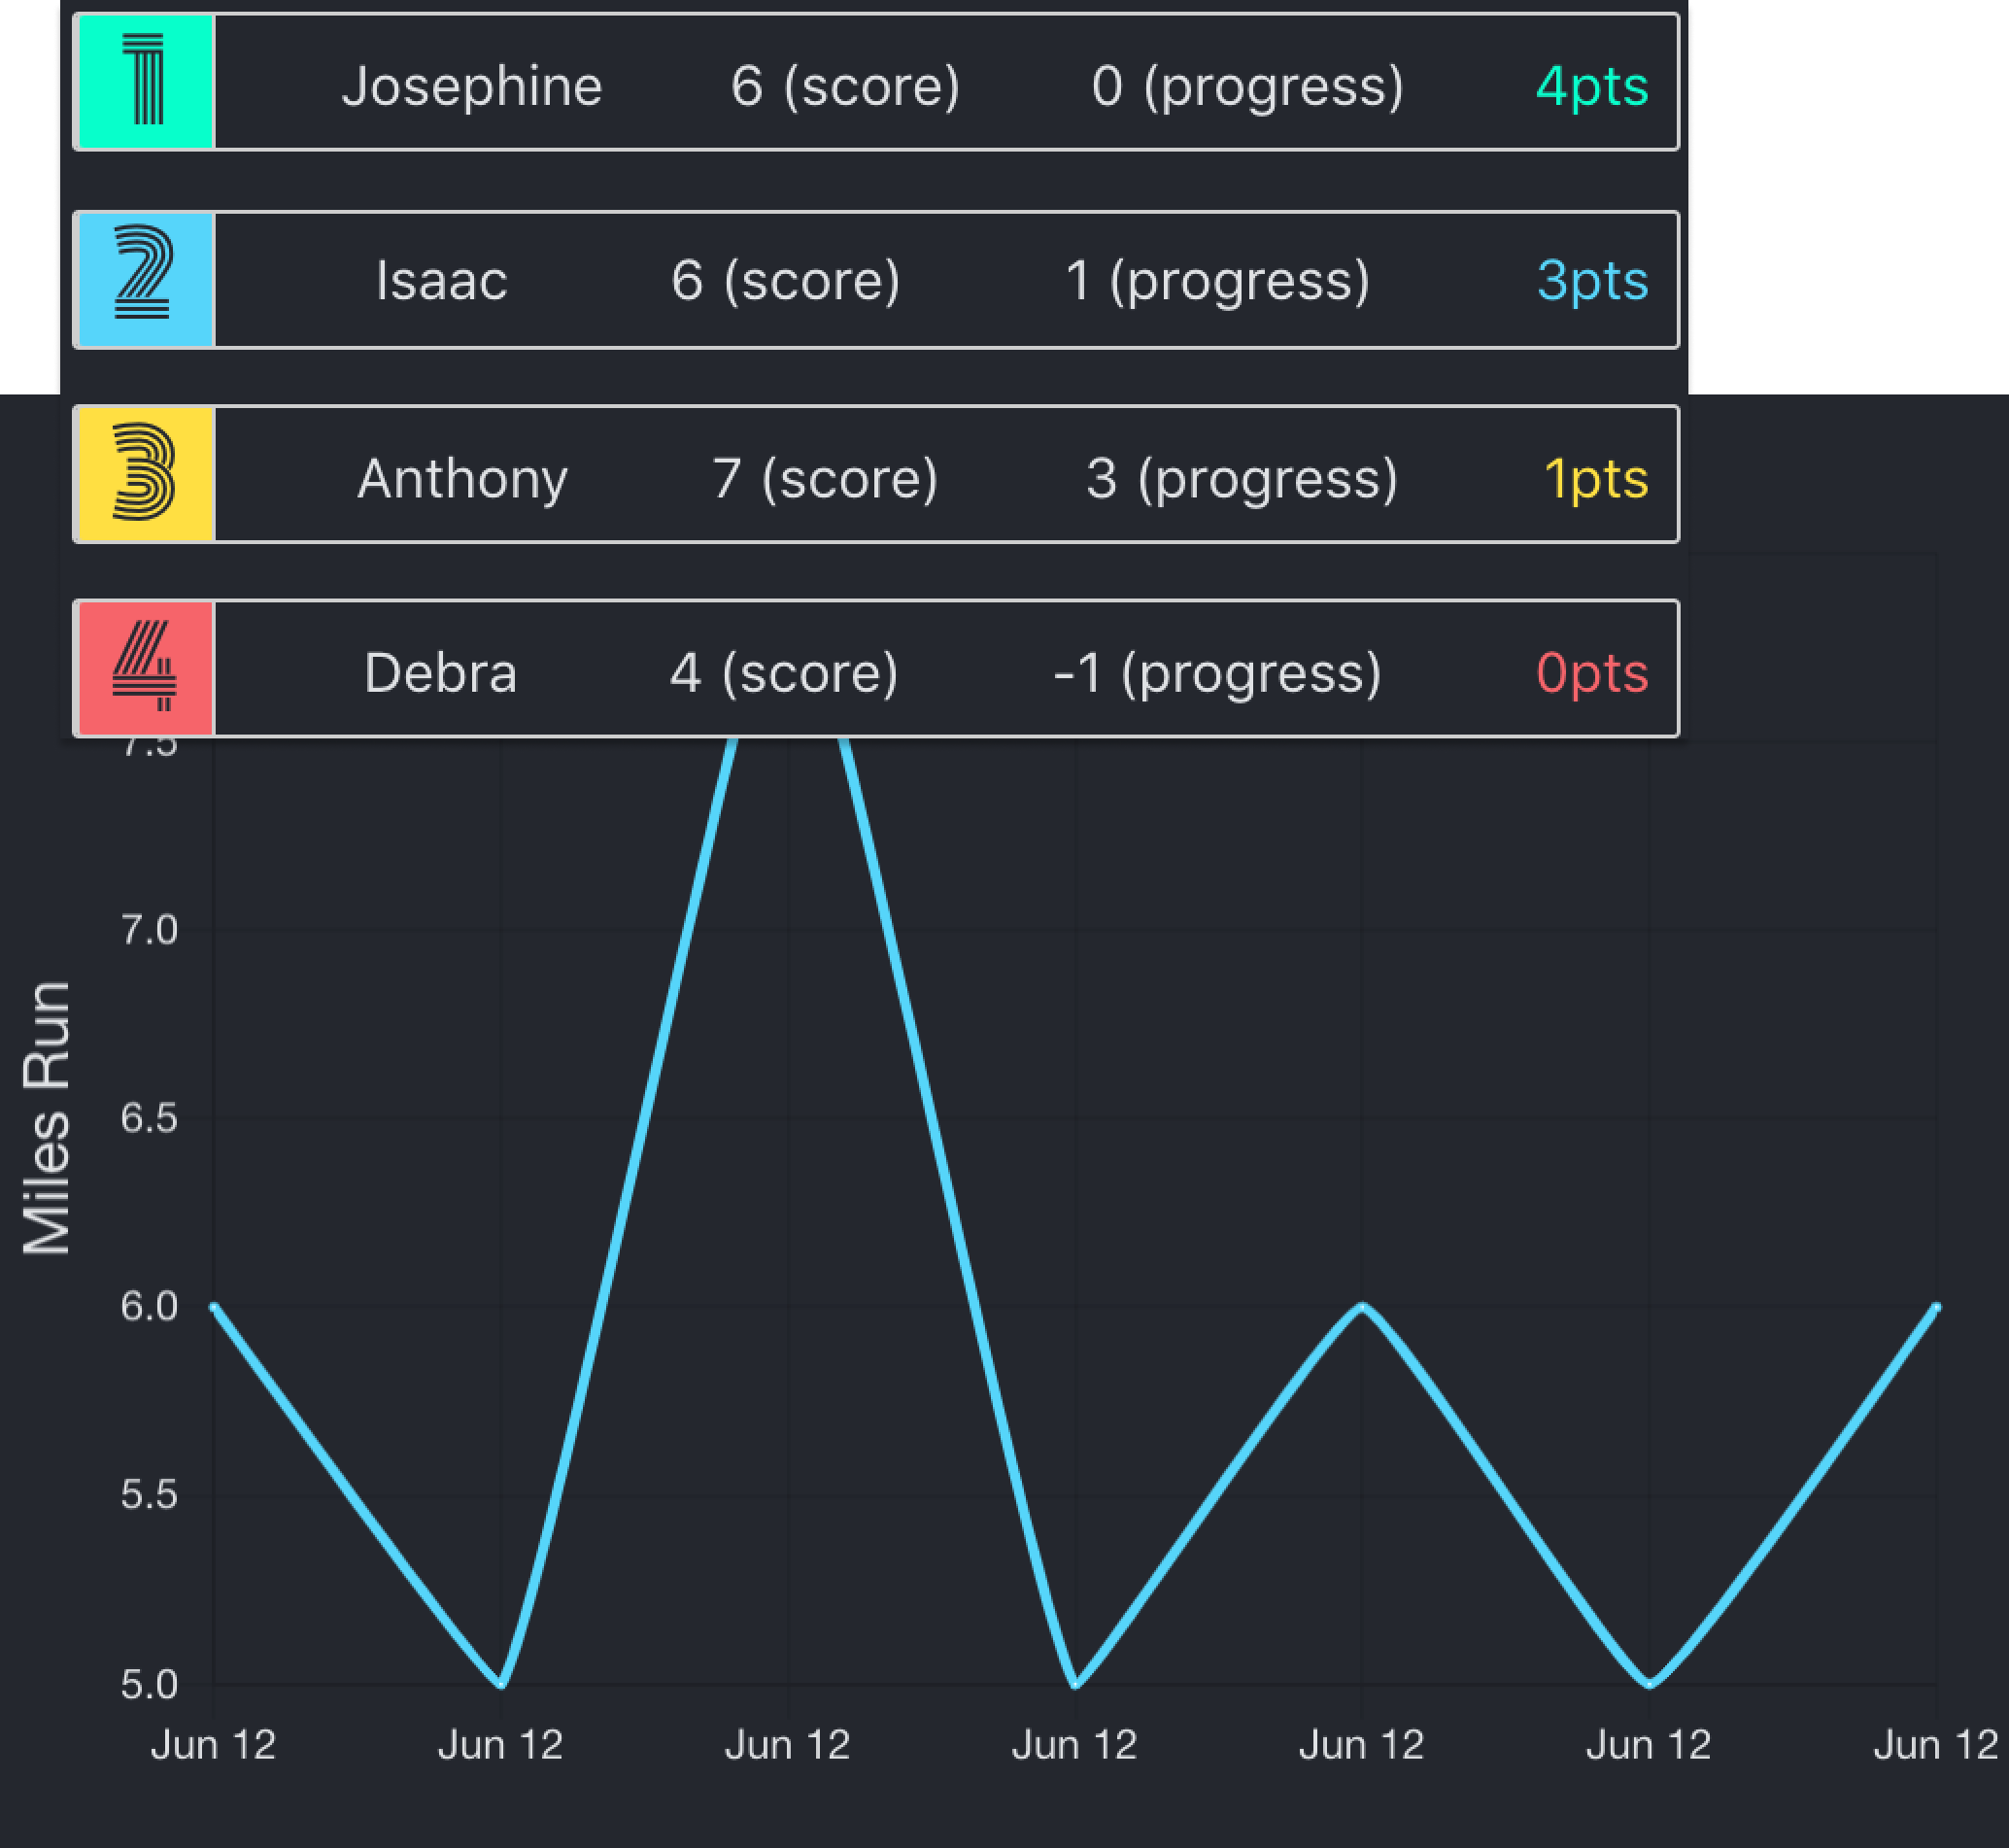 1 Josephine 6 (score) 0 (progress) 4pts
2 Isaac 6 (score) 1 (progress) 3pts
3 Anthony 7 (score) 3 (progress) 1pts
4 Debra 4 (score) -1 (progress) 0pts
7.5
7.0
6.5
6.0
5.5
5.0
Miles Run
Jun 12 Jun 12 Jun 12 Jun 12 Jun 12 Jun 12 Jun 12